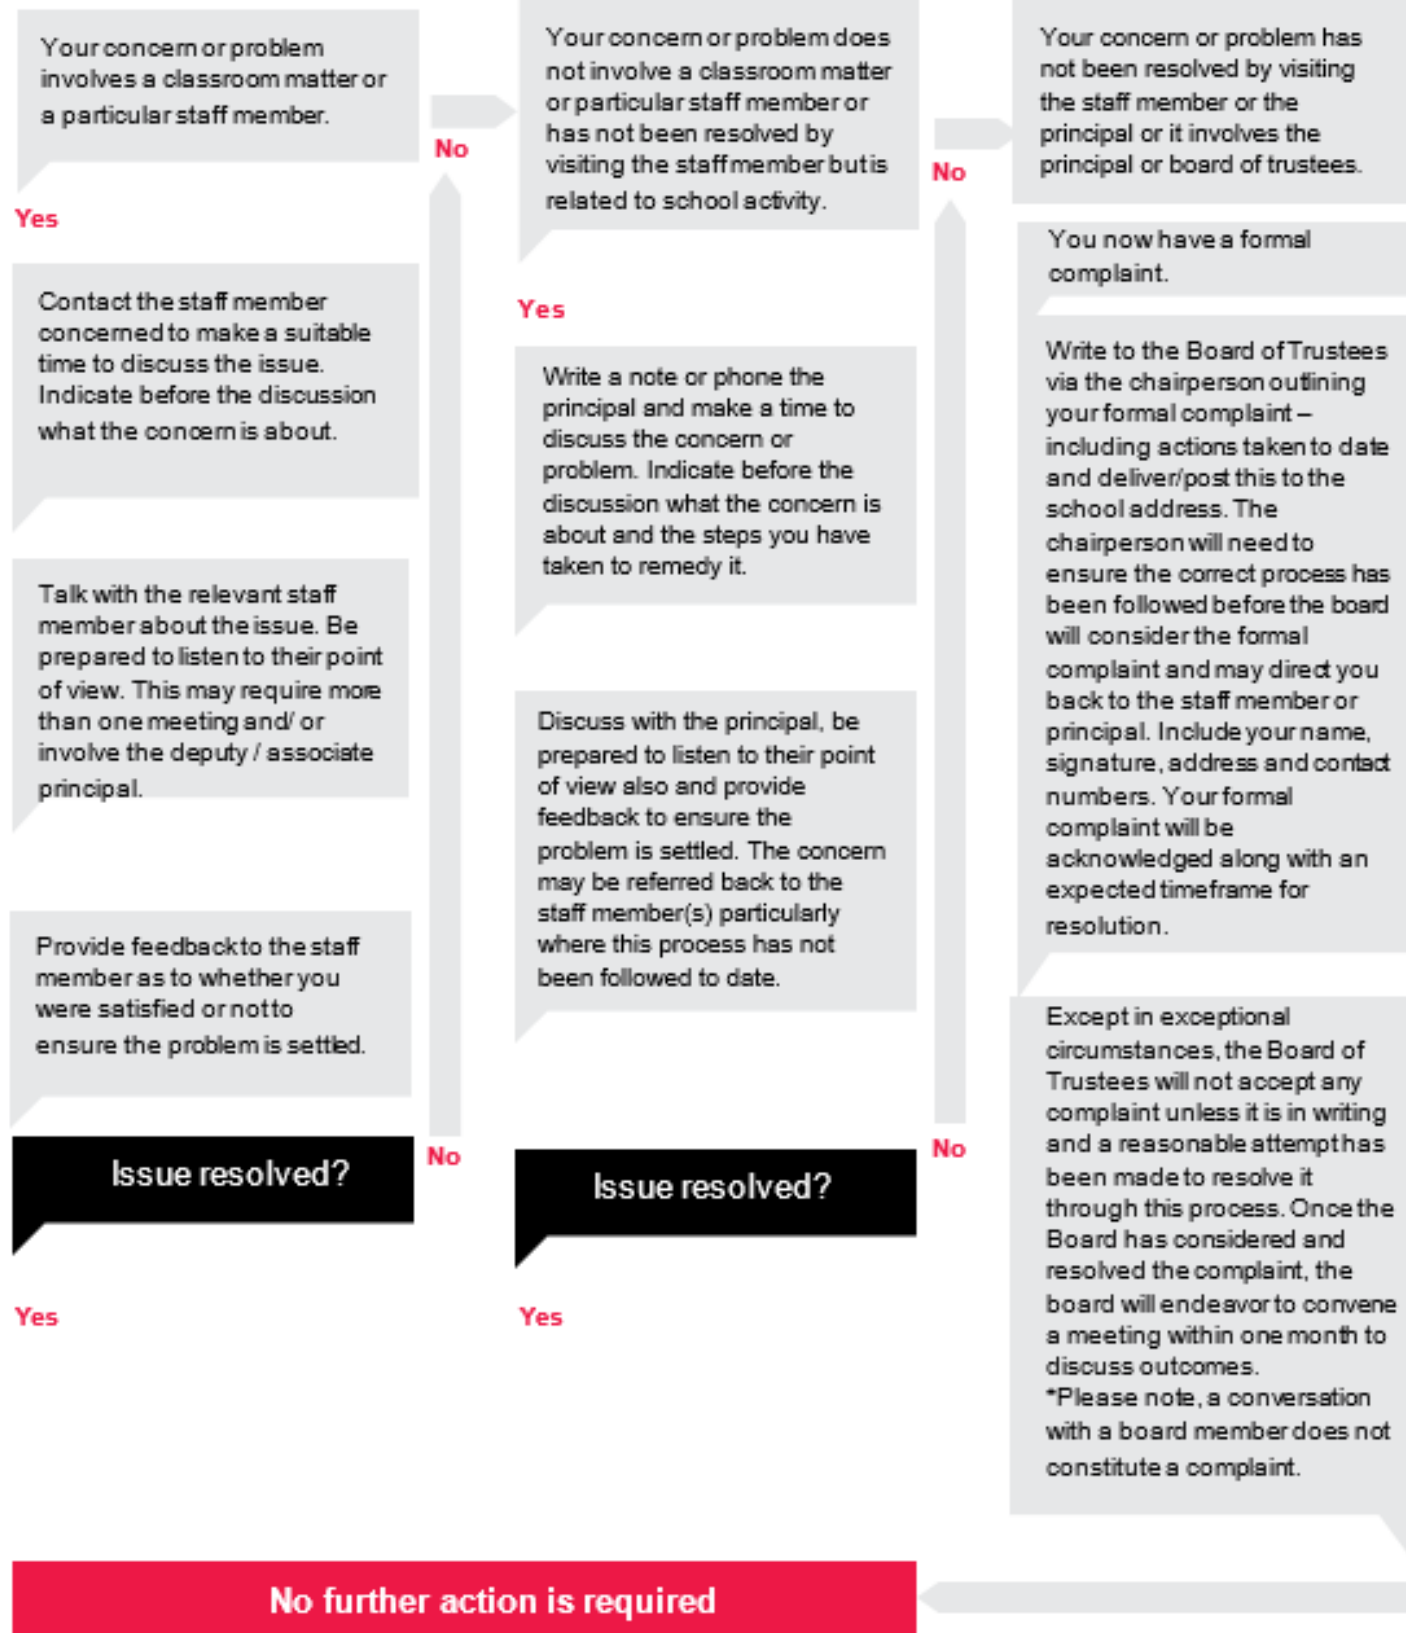 Your concern or problem
involves a classroom matter or
a particular staff member.
No
Yes
Contact the staff member
concerned to make a suitable
time to discuss the issue.
Indicate before the discussion
what the concern is about.
Talk with the relevant staff
member about the issue. Be
prepared to listen to their point
of view. This may require more
than one meeting and/ or
involve the deputy / associate
principal.
Provide feedback to the staff
member as to whether you
were satisfied or not to
ensure the problem is settled.
Issue resolved?
No
Yes
Your concern or problem does
not involve a classroom matter
or particular staff member or
has not been resolved by
visiting the staff member but is
related to school activity.
No
Yes
Write a note or phone the
principal and make a time to
discuss the concern or
problem. Indicate before the
discussion what the concern is
about and the steps you have
taken to remedy it.
Discuss with the principal, be
prepared to listen to their point
of view also and provide
feedback to ensure the
problem is settled. The concern
may be referred back to the
staff member(s) particularly
where this process has not
been followed to date.
Issue resolved?
No
Yes
Your concern or problem has
not been resolved by visiting
the staff member or the
principal or it involves the
principal or board of trustees.
You now have a formal
complaint.
Write to the Board of Trustees
via the chairperson outlining
your formal complaint –
including actions taken to date
and deliver/post this to the
school address. The
chairperson will need to
ensure the correct process has
been followed before the board
will consider the formal
complaint and may direct you
back to the staff member or
principal. Include your name,
signature, address and contact
numbers. Your formal
complaint will be
acknowledged along with an
expected timeframe for
resolution.
Except in exceptional
circumstances, the Board of
Trustees will not accept any
complaint unless it is in writing
and a reasonable attempt has
been made to resolve it
through this process. Once the
Board has considered and
resolved the complaint, the
board will endeavor to convene
a meeting within one month to
discuss outcomes.
*Please note, a conversation
with a board member does not
constitute a complaint.
No further action is required